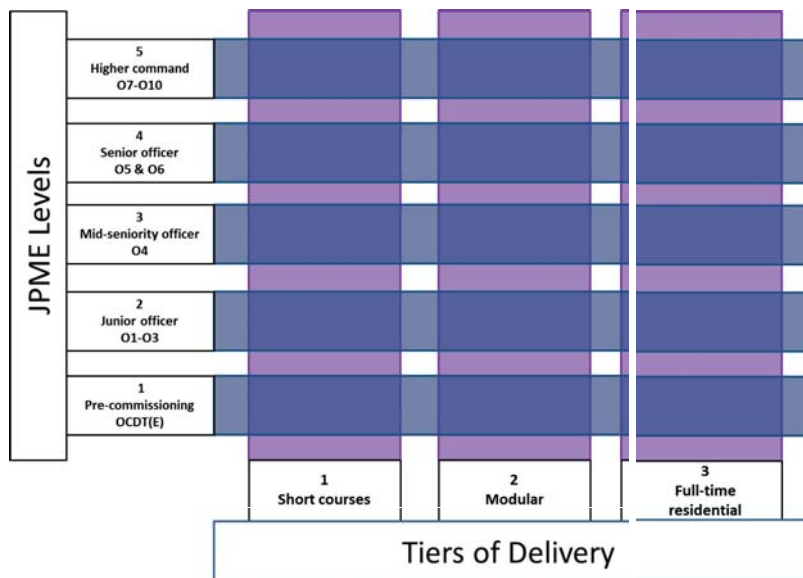 JPME Levels
5
Higher command
O7-O10
4
Senior officer
O5 & O6
3
Mid-seniority officer
O4
2
Junior officer
O1-O3
1
Pre-commissioning
OCDT(E)
1
Short courses
2
Modular
3
Full-time
residential
Tiers of Delivery